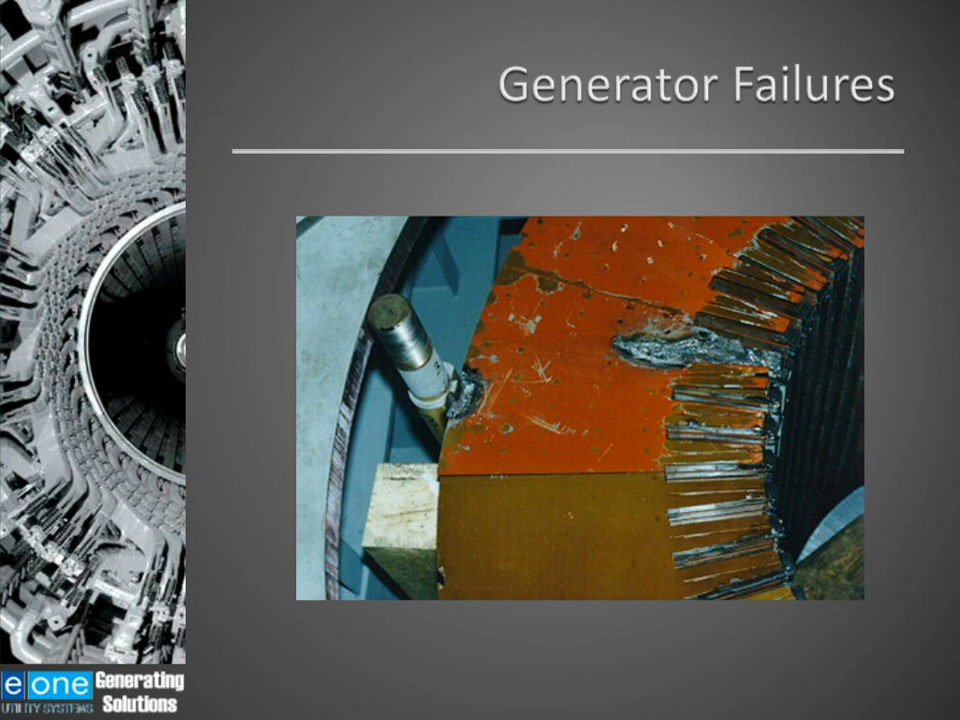 Generator Failures
e one Generating
UTILITY SYSTEMS Solutions